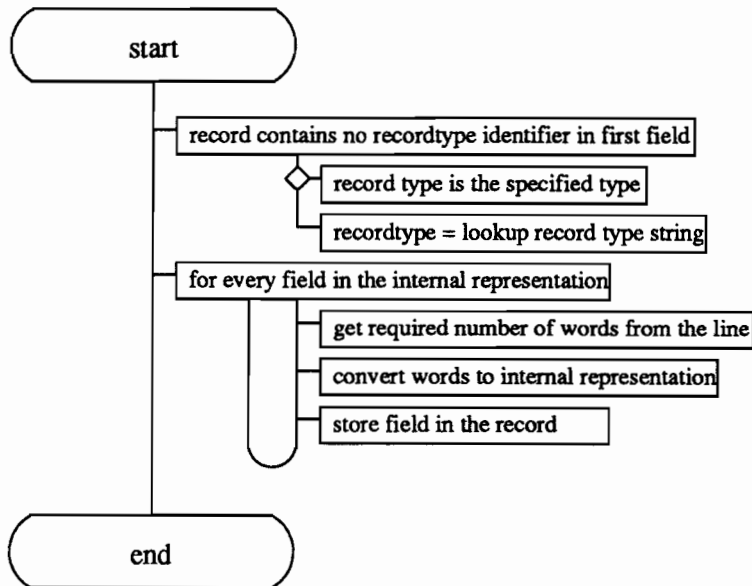 start
record contains no recordtype identifier in first field
record type is the specified type
recordtype = lookup record type string
for every field in the internal representation
get required number of words from the line
convert words to internal representation
store field in the record
end